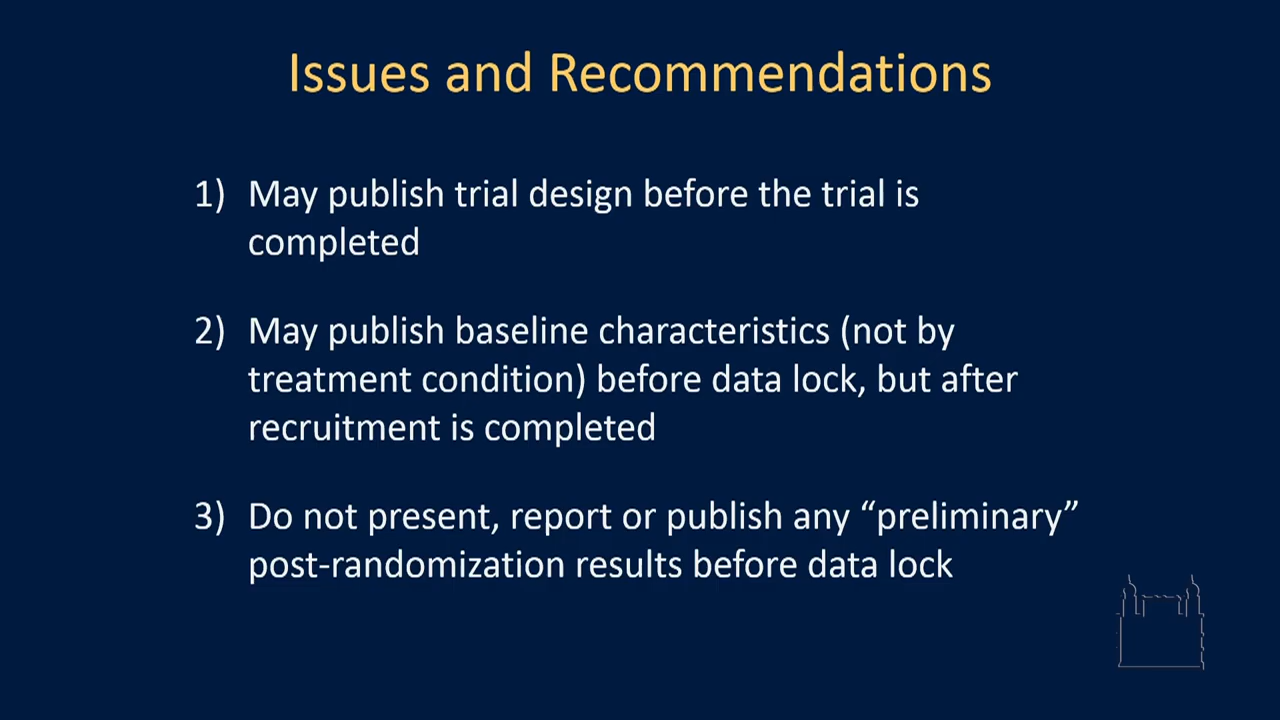 Issues and Recommendations
1) May publish trial design before the trial is
completed
2) May publish baseline characteristics (not by
treatment condition) before data lock, but after
recruitment is completed
3) Do not present, report or publish any “preliminary”
post-randomization results before data lock